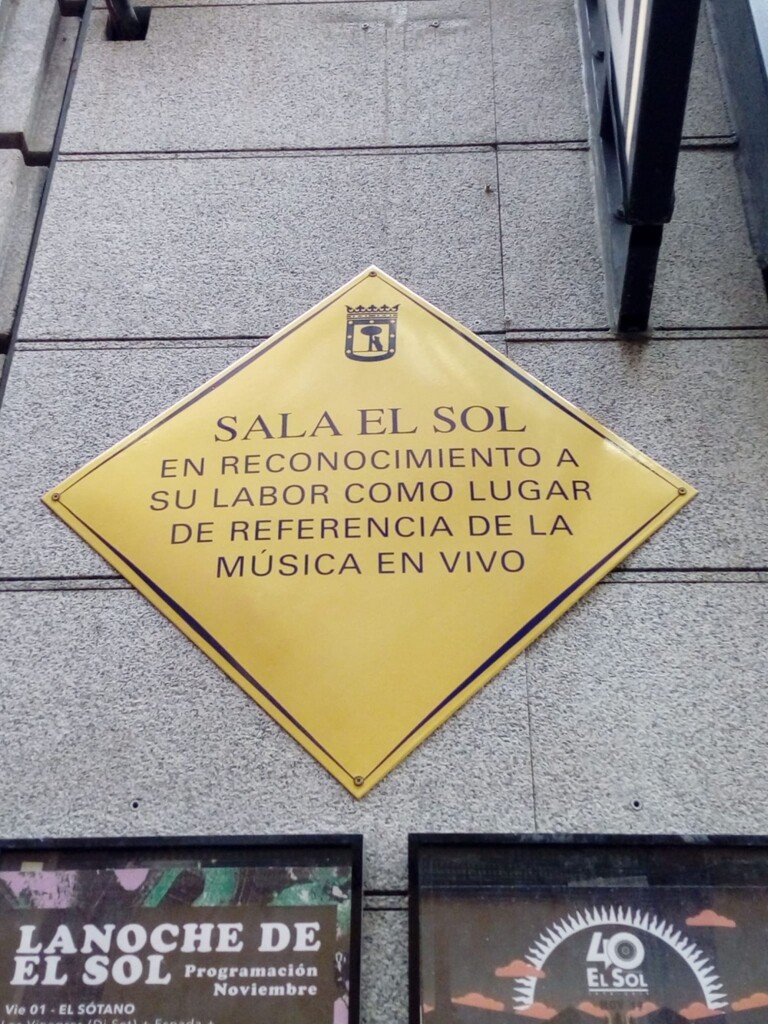 SALA EL SOL
EN RECONOCIMIENTO A
SU LABOR COMO LUGAR
DE REFERENCIA DE LA
MÚSICA EN VIVO
LANOCHE DE
EL SOL Programación
Noviembre
Vie 01 - EL SÓTANO
40
EL SOL